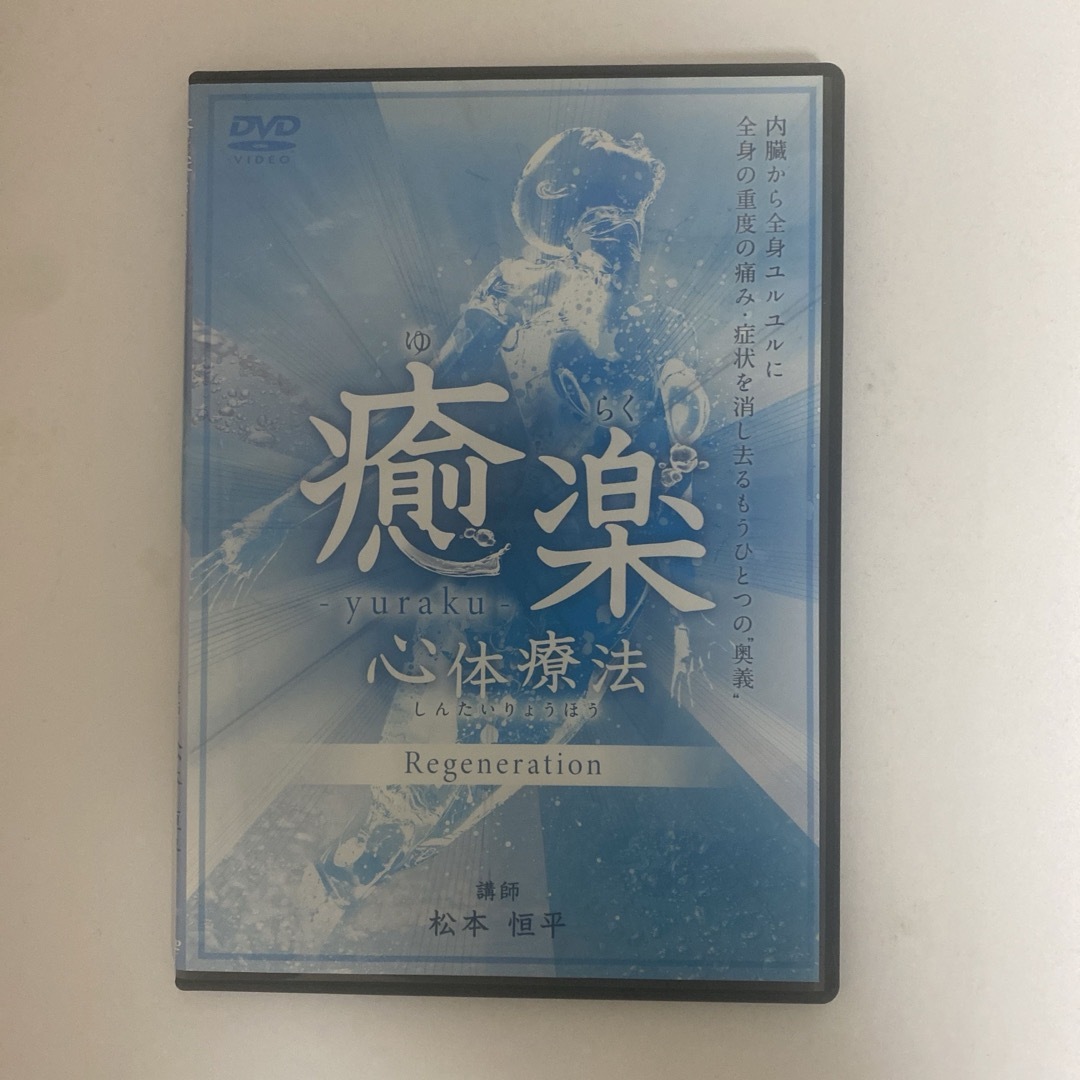 DVD
VIDEO
内臓から全身ユルユルに
全身の重度の痛み・症状を消し去るもうひとつの"奥義"
ゆ
らく
癒楽
-yuraku-
心体療法
しんたいりょうほう
Regeneration
講師
松本 恒平